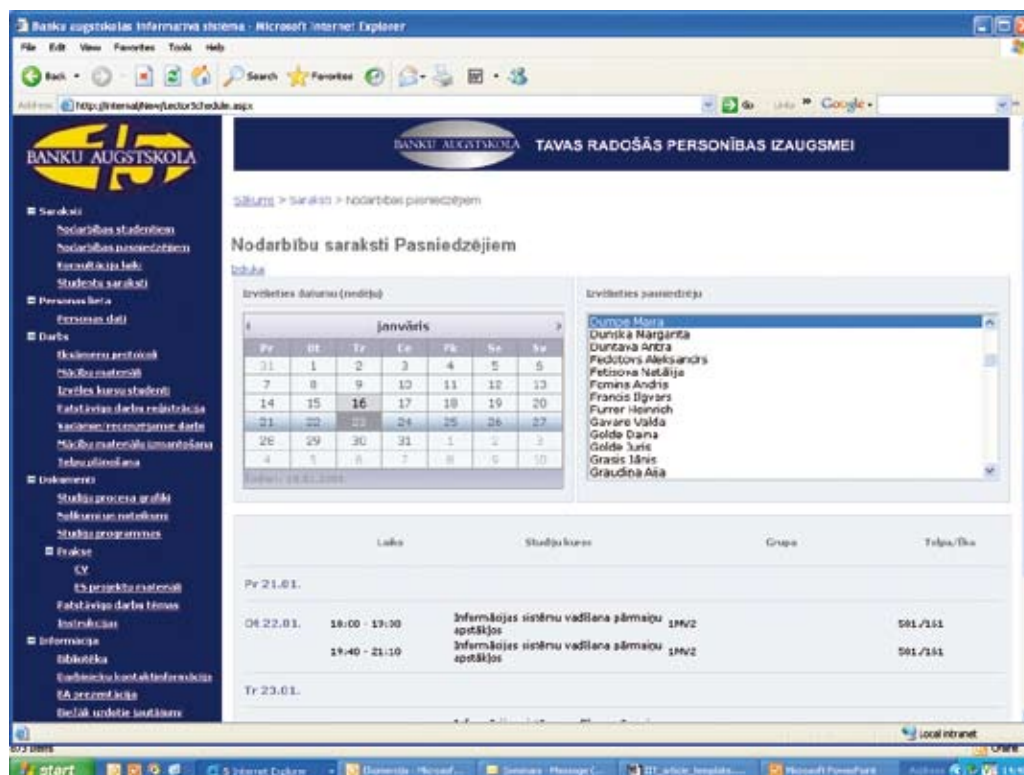 Banku augstskolas informatīvā sistēma - Microsoft Internet Explorer
File Edit View Favorites Tools Help
Back Search Favorites
http://internal/New/LectorSchedule.aspx Go Links Google
BANKU AUGSTSKOLA
BANKU AUGSTSKOLA TAVAS RADOŠĀS PERSONĪBAS IZAUGSMEI
Sākums > Saraksti > Nodarbības pasniedzējiem
Nodarbību saraksti Pasniedzējiem
Izdruka
Saraksti
Nodarbības studentiem
Nodarbības pasniedzējiem
Konsultāciju laiki
Studentu saraksti
Personas lieta
Personas dati
Darbs
Eksāmenu protokoli
Mācību materiāli
Izvēles kursu studenti
Patstāvīgo darbu reģistrācija
Vadāmie/recenzējamie darbi
Mācību materiālu izmantošana
Telpu plānošana
Dokumenti
Studiju procesa grafiki
Nolikumi un noteikumi
Studiju programmas
Prakse
CV
ES projektu materiāli
Patstāvīgo darbu tēmas
Instrukcijas
Informācija
Bibliotēka
Darbinieku kontaktinformācija
BA prezentācija
Biežāk uzdotie jautājumi
Izvēlieties datumu (nedēļu)
janvāris
Pr Ot Tr Ce Pk Se Sv
31 1 2 3 4 5 6
7 8 9 10 11 12 13
14 15 16 17 18 19 20
21 22 23 24 25 26 27
28 29 30 31 1 2 3
4 5 6 7 8 9 10
Izvēlieties pasniedzēju
Dumpe Maira
Dunska Margarita
Duntava Antra
Fedotovs Aleksandrs
Fetisova Natālija
Fomins Andris
Francis Ilgvars
Furrer Heinrich
Gavare Valda
Golde Daina
Golde Juris
Grasis Jānis
Graudiņa Aija
Laiks Studiju kurss Grupa Telpa/Ēka
Pr 21.01.
Ot 22.01. 18:00 - 19:30 Informācijas sistēmu vadīšana pārmaiņu apstākļos 1MV2 501./161
19:40 - 21:10 Informācijas sistēmu vadīšana pārmaiņu apstākļos 1MV2 501./161
Tr 23.01.
Local intranet
start 5 Internet Explorer Microsoft PowerPoint